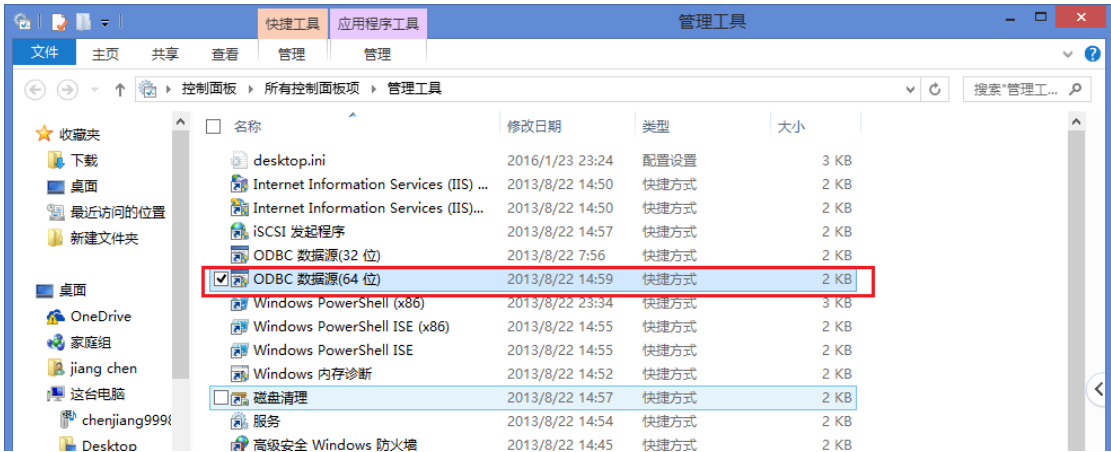 快捷工具 应用程序工具 管理工具
文件 主页 共享 查看 管理 管理
控制面板 所有控制面板项 管理工具 搜索"管理工...
名称 修改日期 类型 大小
收藏夹
下载
桌面
最近访问的位置
新建文件夹
桌面
OneDrive
家庭组
jiang chen
这台电脑
chenjiang9998
Desktop
desktop.ini 2016/1/23 23:24 配置设置 3 KB
Internet Information Services (IIS) ... 2013/8/22 14:50 快捷方式 2 KB
Internet Information Services (IIS)... 2013/8/22 14:50 快捷方式 2 KB
iSCSI 发起程序 2013/8/22 14:57 快捷方式 2 KB
ODBC 数据源(32 位) 2013/8/22 7:56 快捷方式 2 KB
ODBC 数据源(64 位) 2013/8/22 14:59 快捷方式 2 KB
Windows PowerShell (x86) 2013/8/22 23:34 快捷方式 3 KB
Windows PowerShell ISE (x86) 2013/8/22 14:55 快捷方式 2 KB
Windows PowerShell ISE 2013/8/22 14:55 快捷方式 2 KB
Windows 内存诊断 2013/8/22 14:52 快捷方式 2 KB
磁盘清理 2013/8/22 14:57 快捷方式 2 KB
服务 2013/8/22 14:54 快捷方式 2 KB
高级安全 Windows 防火墙 2013/8/22 14:45 快捷方式 2 KB